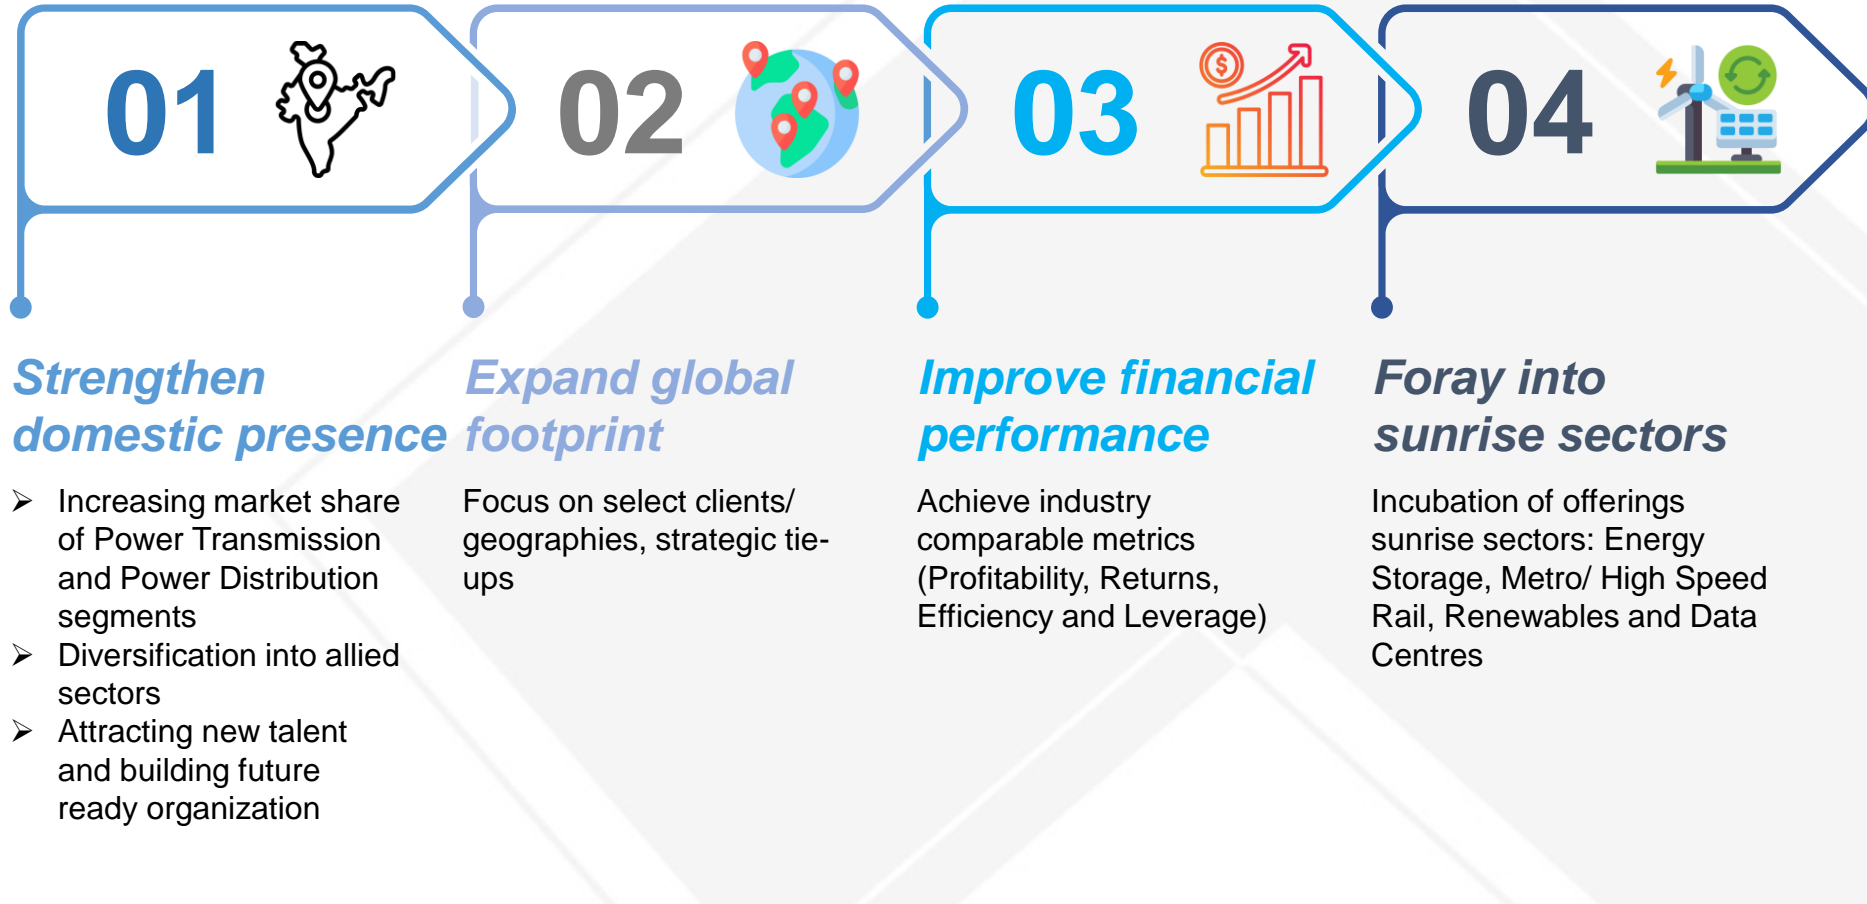 01
02
03
04
Strengthen
domestic presence
➢ Increasing market share
of Power Transmission
and Power Distribution
segments
➢ Diversification into allied
sectors
➢ Attracting new talent
and building future
ready organization
Expand global
footprint
Focus on select clients/
geographies, strategic tie-
ups
Improve financial
performance
Achieve industry
comparable metrics
(Profitability, Returns,
Efficiency and Leverage)
Foray into
sunrise sectors
Incubation of offerings
sunrise sectors: Energy
Storage, Metro/ High Speed
Rail, Renewables and Data
Centres